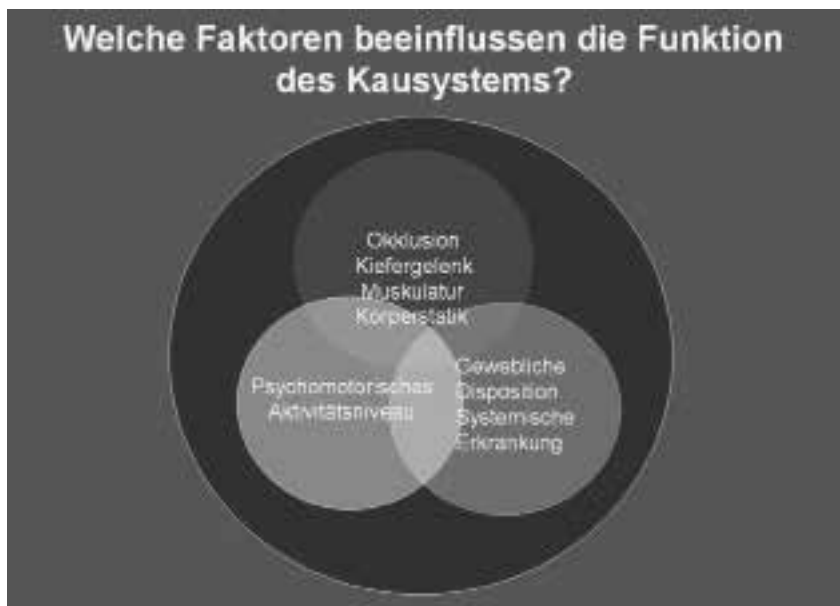 Welche Faktoren beeinflussen die Funktion
des Kausystems?
Okklusion
Kiefergelenk
Muskulatur
Körperstatik
Psychomotorisches
Aktivitätsniveau
Gewebliche
Disposition
Systemische
Erkrankung